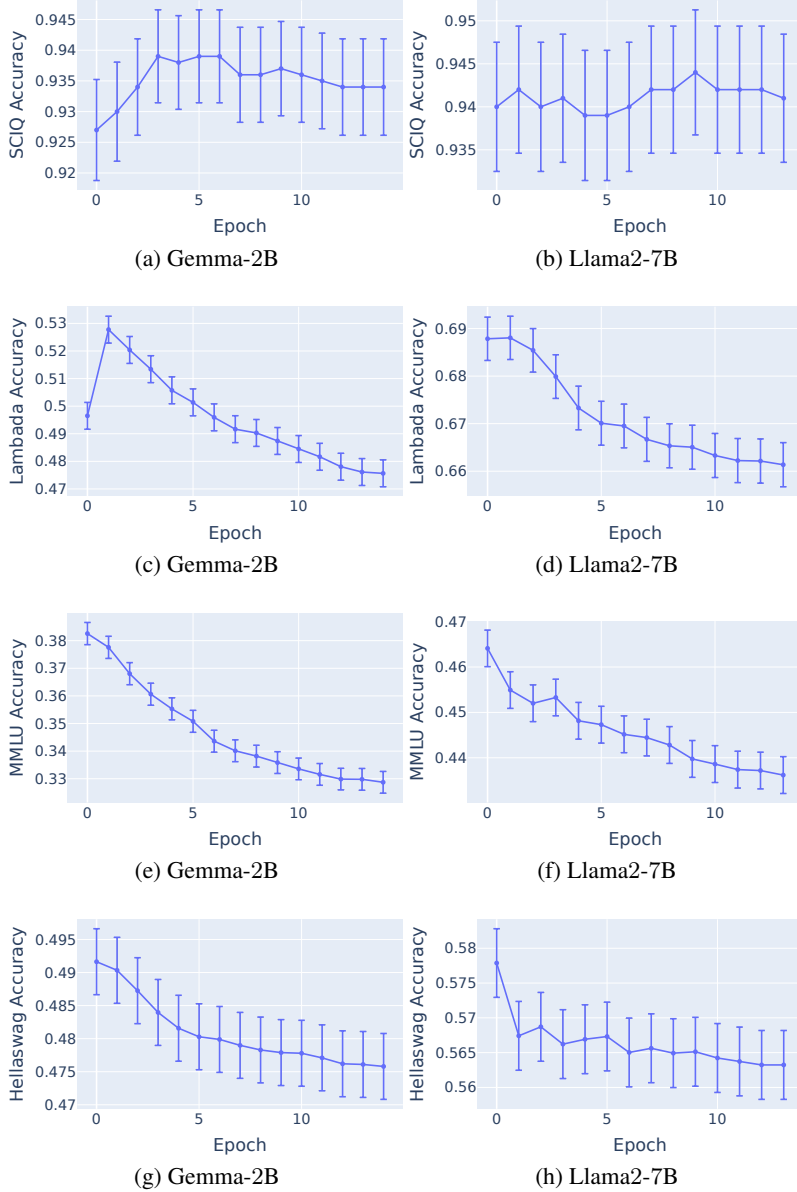 0.945
0.94
0.935
0.93
0.925
0.92
SCIQ Accuracy
0 5 10
Epoch
(a) Gemma-2B
0.95
0.945
0.94
0.935
SCIQ Accuracy
0 5 10
Epoch
(b) Llama2-7B
0.53
0.52
0.51
0.5
0.49
0.48
0.47
Lambada Accuracy
0 5 10
Epoch
(c) Gemma-2B
0.69
0.68
0.67
0.66
Lambada Accuracy
0 5 10
Epoch
(d) Llama2-7B
0.38
0.37
0.36
0.35
0.34
0.33
MMLU Accuracy
0 5 10
Epoch
(e) Gemma-2B
0.47
0.46
0.45
0.44
MMLU Accuracy
0 5 10
Epoch
(f) Llama2-7B
0.495
0.49
0.485
0.48
0.475
0.47
Hellaswag Accuracy
0 5 10
Epoch
(g) Gemma-2B
0.58
0.575
0.57
0.565
0.56
Hellaswag Accuracy
0 5 10
Epoch
(h) Llama2-7B